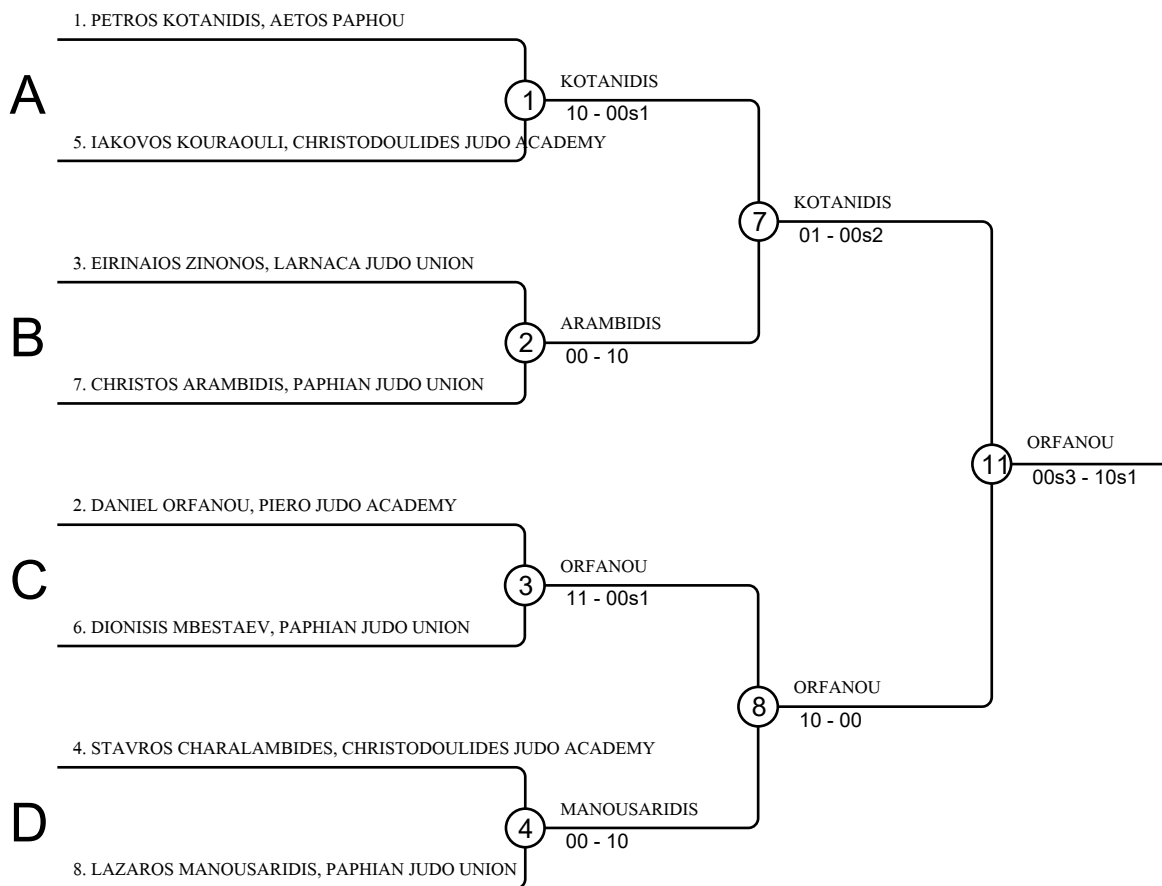 1. PETROS KOTANIDIS, AETOS PAPHOU
A
1
KOTANIDIS
10 - 00s1
5. IAKOVOS KOURAOULI, CHRISTODOULIDES JUDO ACADEMY
7
KOTANIDIS
01 - 00s2
3. EIRINAIOS ZINONOS, LARNACA JUDO UNION
B
2
ARAMBIDIS
00 - 10
7. CHRISTOS ARAMBIDIS, PAPHIAN JUDO UNION
11
ORFANOU
00s3 - 10s1
2. DANIEL ORFANOU, PIERO JUDO ACADEMY
C
3
ORFANOU
11 - 00s1
6. DIONISIS MBESTAEV, PAPHIAN JUDO UNION
8
ORFANOU
10 - 00
4. STAVROS CHARALAMBIDES, CHRISTODOULIDES JUDO ACADEMY
D
4
MANOUSARIDIS
00 - 10
8. LAZAROS MANOUSARIDIS, PAPHIAN JUDO UNION